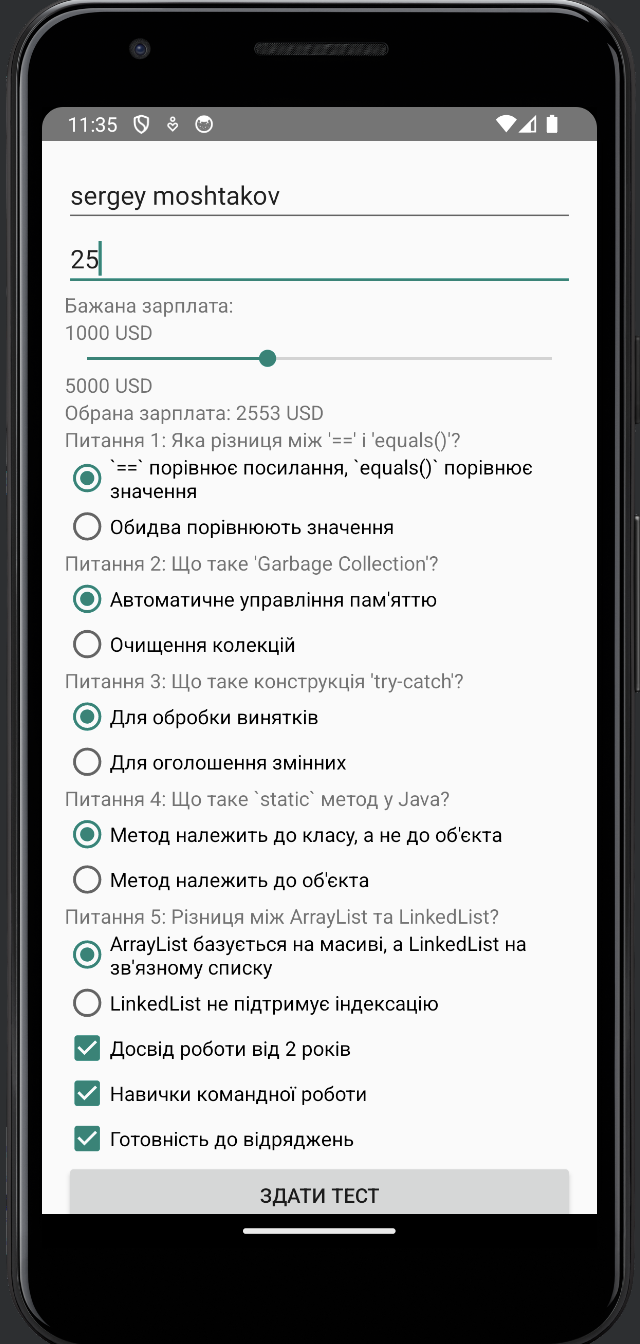 11:35
sergey moshtakov
25
Бажана зарплата:
1000 USD
5000 USD
Обрана зарплата: 2553 USD
Питання 1: Яка різниця між '==' і 'equals()'?
`==` порівнює посилання, `equals()` порівнює
значення
Обидва порівнюють значення
Питання 2: Що таке 'Garbage Collection'?
Автоматичне управління пам'яттю
Очищення колекцій
Питання 3: Що таке конструкція 'try-catch'?
Для обробки винятків
Для оголошення змінних
Питання 4: Що таке `static` метод у Java?
Метод належить до класу, а не до об'єкта
Метод належить до об'єкта
Питання 5: Різниця між ArrayList та LinkedList?
ArrayList базується на масиві, а LinkedList на
зв'язному списку
LinkedList не підтримує індексацію
Досвід роботи від 2 років
Навички командної роботи
Готовність до відряджень
ЗДАТИ ТЕСТ